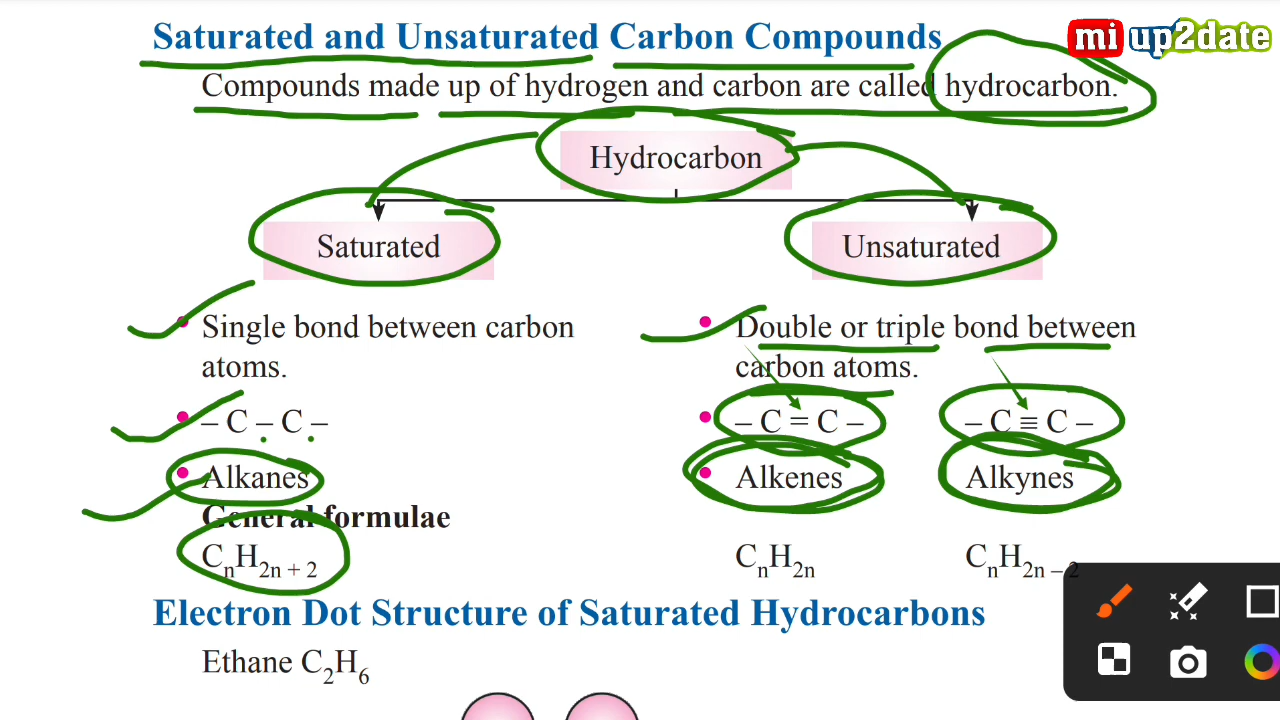 Saturated and Unsaturated Carbon Compounds
mi up2date
Compounds made up of hydrogen and carbon are called hydrocarbon.
Hydrocarbon
Saturated
Unsaturated
• Single bond between carbon
atoms.
• – C – C –
• Alkanes
General formulae
CₙH₂ₙ ₊ ₂
• Double or triple bond between
carbon atoms.
• – C = C – – C ≡ C –
• Alkenes Alkynes
CₙH₂ₙ CₙH₂ₙ ₋ ₂
Electron Dot Structure of Saturated Hydrocarbons
Ethane C₂H₆